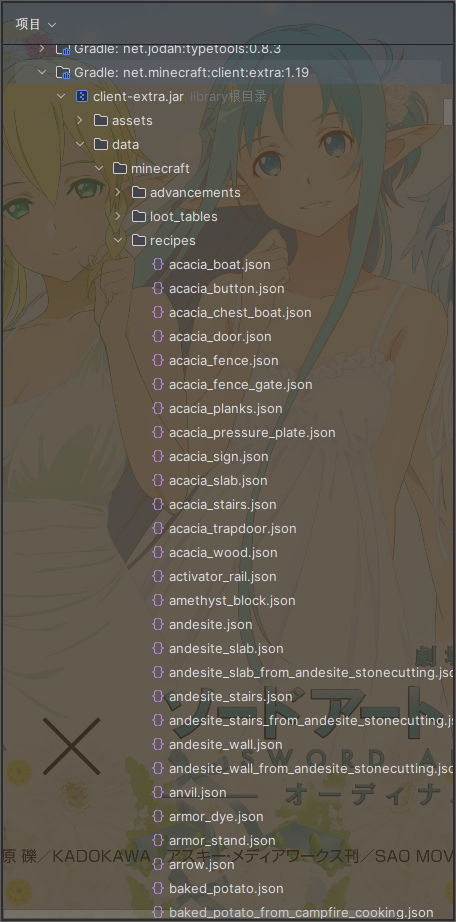 项目
Gradle: net.jodah:typetools:0.8.3
Gradle: net.minecraft:client:extra:1.19
client-extra.jar library根目录
assets
data
minecraft
advancements
loot_tables
recipes
acacia_boat.json
acacia_button.json
acacia_chest_boat.json
acacia_door.json
acacia_fence.json
acacia_fence_gate.json
acacia_planks.json
acacia_pressure_plate.json
acacia_sign.json
acacia_slab.json
acacia_stairs.json
acacia_trapdoor.json
acacia_wood.json
activator_rail.json
amethyst_block.json
andesite.json
andesite_slab.json
劇場
andesite_slab_from_andesite_stonecutting.jso
andesite_stairs.json
ソードアート
andesite_stairs_from_andesite_stonecutting.j
andesite_wall.json
SWORD A
andesite_wall_from_andesite_stonecutting.jsc
anvil.json
オーディナ
armor_dye.json
armor_stand.json
原 礫／KADOKAWA アスキー・メディアワークス刊／SAO MOV
arrow.json
baked_potato.json
baked_potato_from_campfire_cooking.json